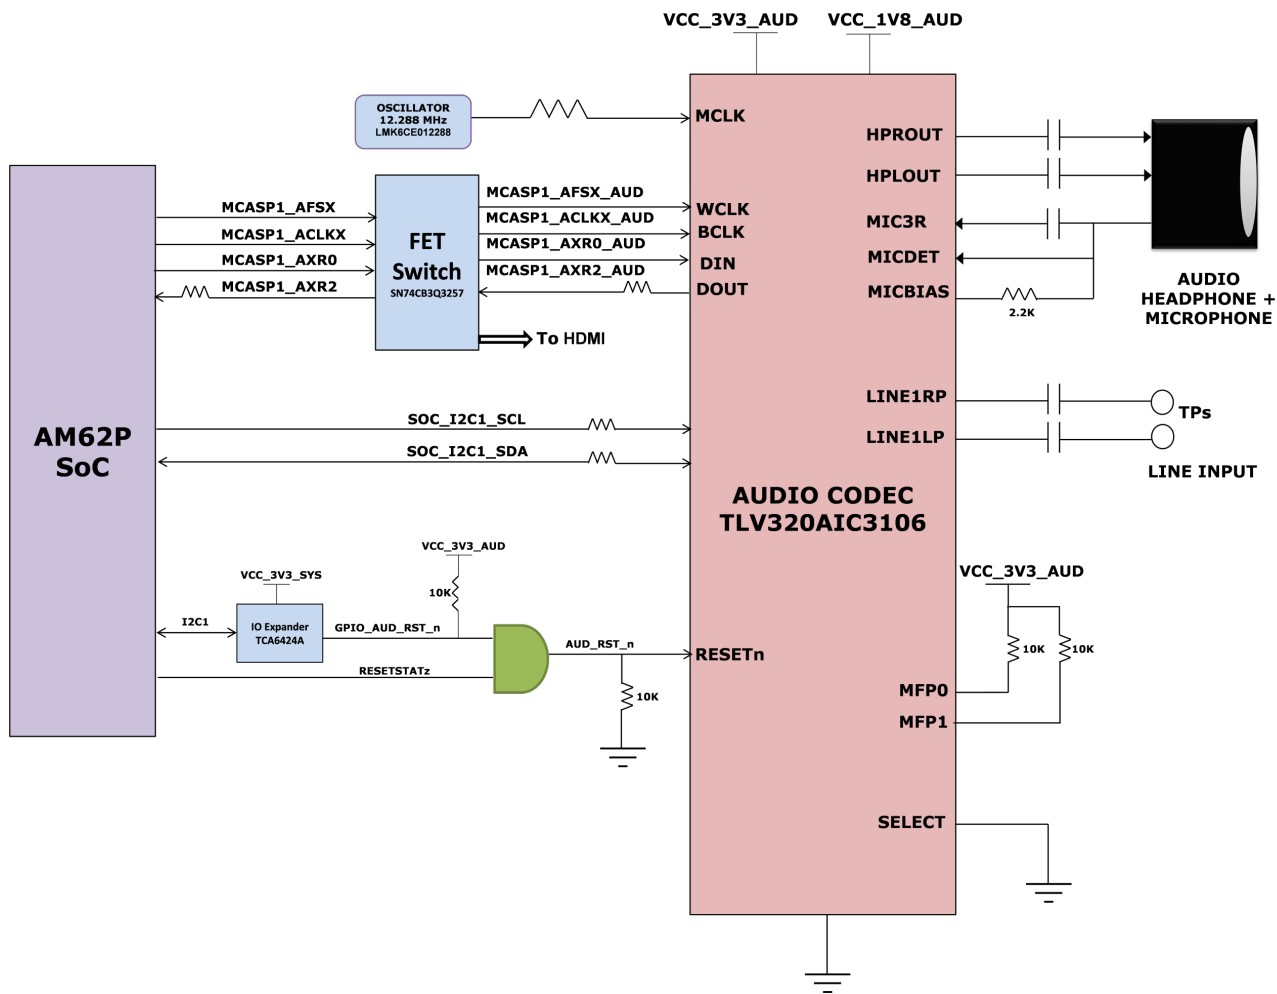 VCC_3V3_AUD
VCC_1V8_AUD
OSCILLATOR
12.288 MHz
LMK6CE012288
MCLK
HPROUT
HPLOUT
MIC3R
MICDET
MICBIAS
2.2K
AUDIO
HEADPHONE +
MICROPHONE
MCASP1_AFSX
MCASP1_ACLKX
MCASP1_AXR0
MCASP1_AXR2
FET
Switch
SN74CB3Q3257
MCASP1_AFSX_AUD
MCASP1_ACLKX_AUD
MCASP1_AXR0_AUD
MCASP1_AXR2_AUD
WCLK
BCLK
DIN
DOUT
To HDMI
LINE1RP
LINE1LP
TPs
LINE INPUT
AM62P
SoC
SOC_I2C1_SCL
SOC_I2C1_SDA
AUDIO CODEC
TLV320AIC3106
VCC_3V3_AUD
10K
VCC_3V3_SYS
I2C1
IO Expander
TCA6424A
GPIO_AUD_RST_n
RESETSTATz
AUD_RST_n
10K
RESETn
VCC_3V3_AUD
10K
10K
MFP0
MFP1
SELECT